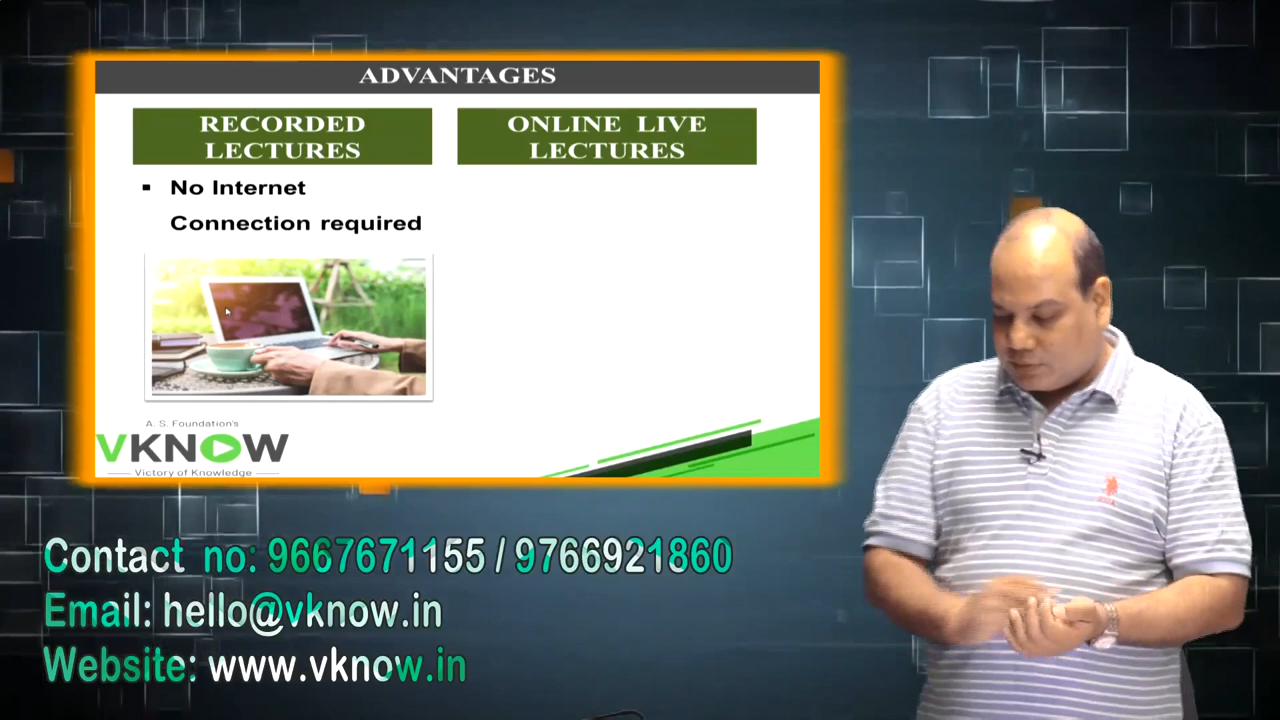 ADVANTAGES
RECORDED
LECTURES
ONLINE LIVE
LECTURES
▪ No Internet
Connection required
A. S. Foundation's
VKNOW
Victory of Knowledge
Contact no: 9667671155 / 9766921860
Email: hello@vknow.in
Website: www.vknow.in